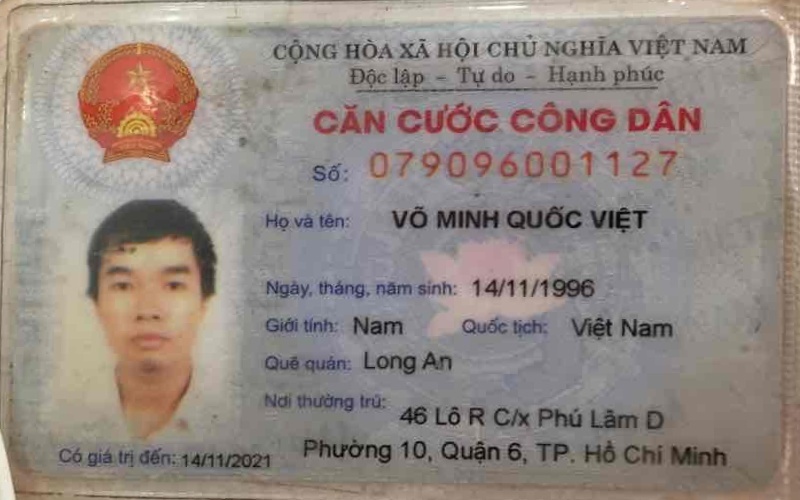 CỘNG HÒA XÃ HỘI CHỦ NGHĨA VIỆT NAM
Độc lập - Tự do - Hạnh phúc
CĂN CƯỚC CÔNG DÂN
Số: 079096001127
Họ và tên: VÕ MINH QUỐC VIỆT
Ngày, tháng, năm sinh: 14/11/1996
Giới tính: Nam Quốc tịch: Việt Nam
Quê quán: Long An
Nơi thường trú: 46 Lô R C/x Phú Lâm D
Phường 10, Quận 6, TP. Hồ Chí Minh
Có giá trị đến: 14/11/2021